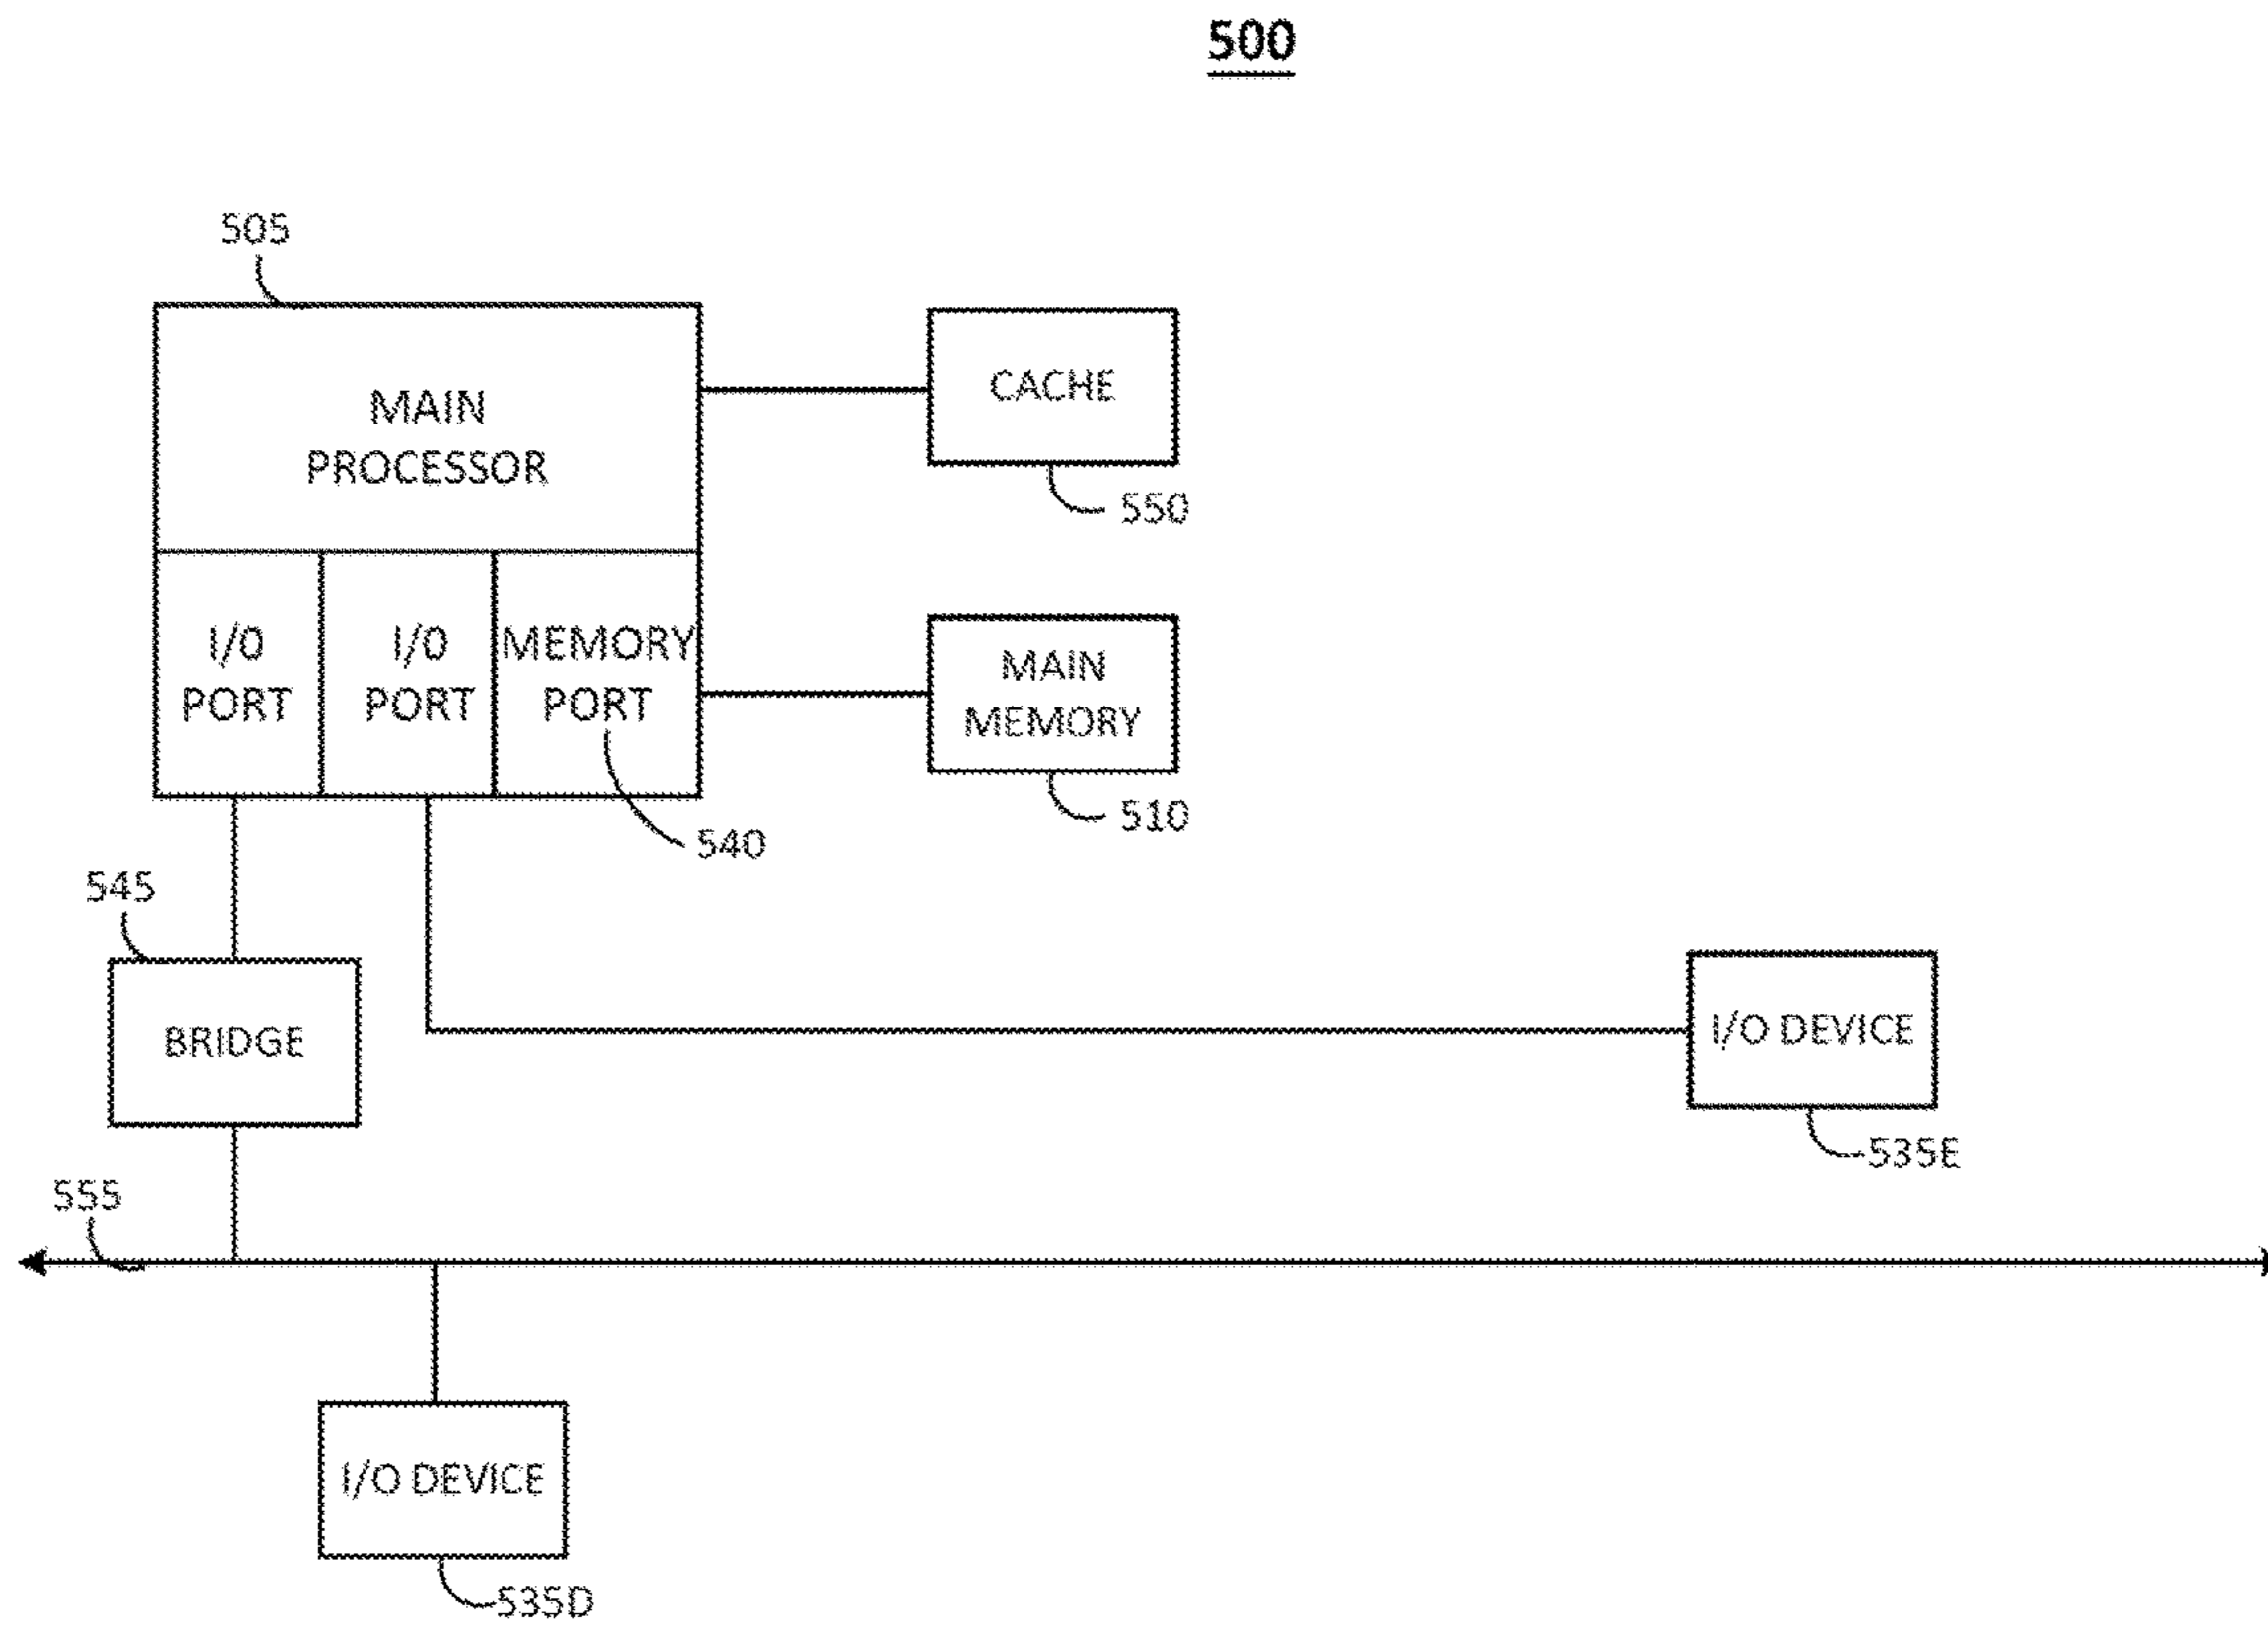 500
505
MAIN
PROCESSOR
CACHE
550
I/0
PORT
I/0
PORT
MEMORY
PORT
540
MAIN
MEMORY
510
545
BRIDGE
I/O DEVICE
535E
555
I/O DEVICE
535D